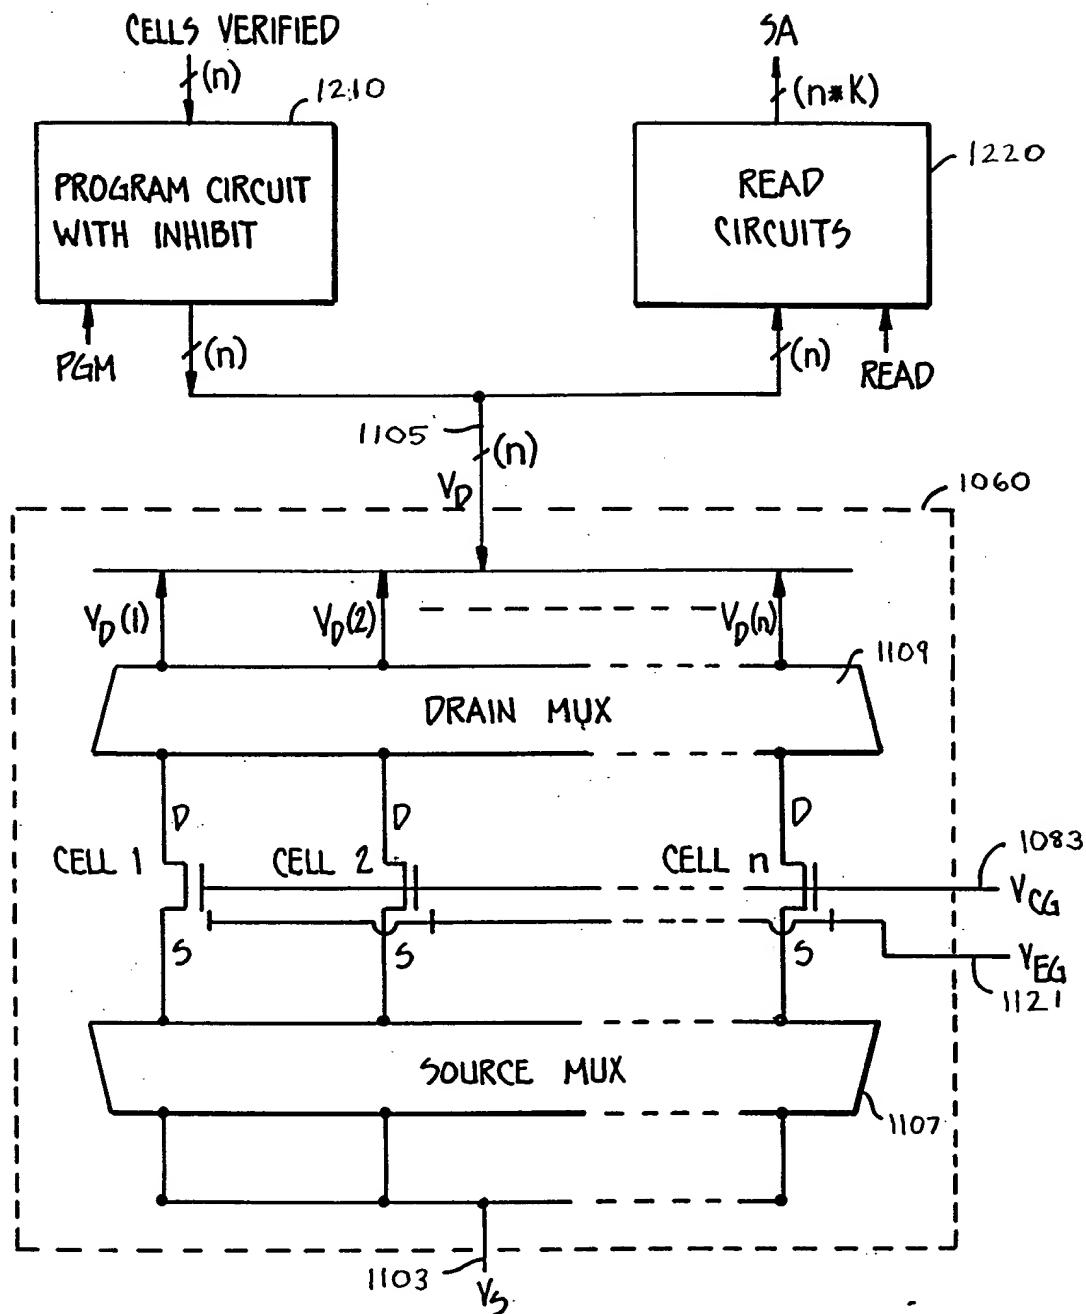 CELLS VERIFIED
(n)
1210
PROGRAM CIRCUIT
WITH INHIBIT
PGM
(n)
SA
(n*K)
1220
READ
CIRCUITS
(n)
READ
1105
(n)
VD
1060
VD(1)
VD(2)
VD(n)
1109
DRAIN MUX
D
D
D
CELL 1
CELL 2
CELL n
1083
VCG
S
S
S
VEG
1121
SOURCE MUX
1107
1103
VS